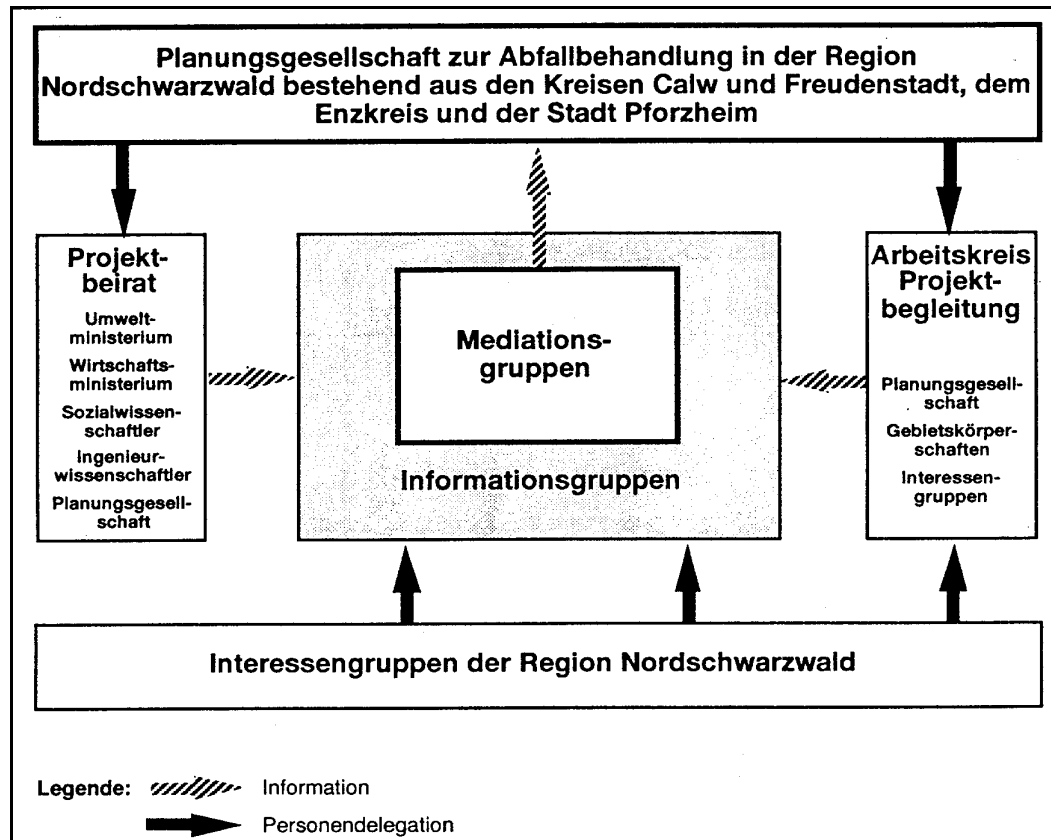 Planungsgesellschaft zur Abfallbehandlung in der Region
Nordschwarzwald bestehend aus den Kreisen Calw und Freudenstadt, dem
Enzkreis und der Stadt Pforzheim
Projekt-
beirat
Umwelt-
ministerium
Wirtschafts-
ministerium
Sozialwissen-
schaftler
Ingenieur-
wissenschaftler
Planungsgesell-
schaft
Mediations-
gruppen
Informationsgruppen
Arbeitskreis
Projekt-
begleitung
Planungsgesell-
schaft
Gebietskörper-
schaften
Interessen-
gruppen
Interessengruppen der Region Nordschwarzwald
Legende:
Information
Personendelegation